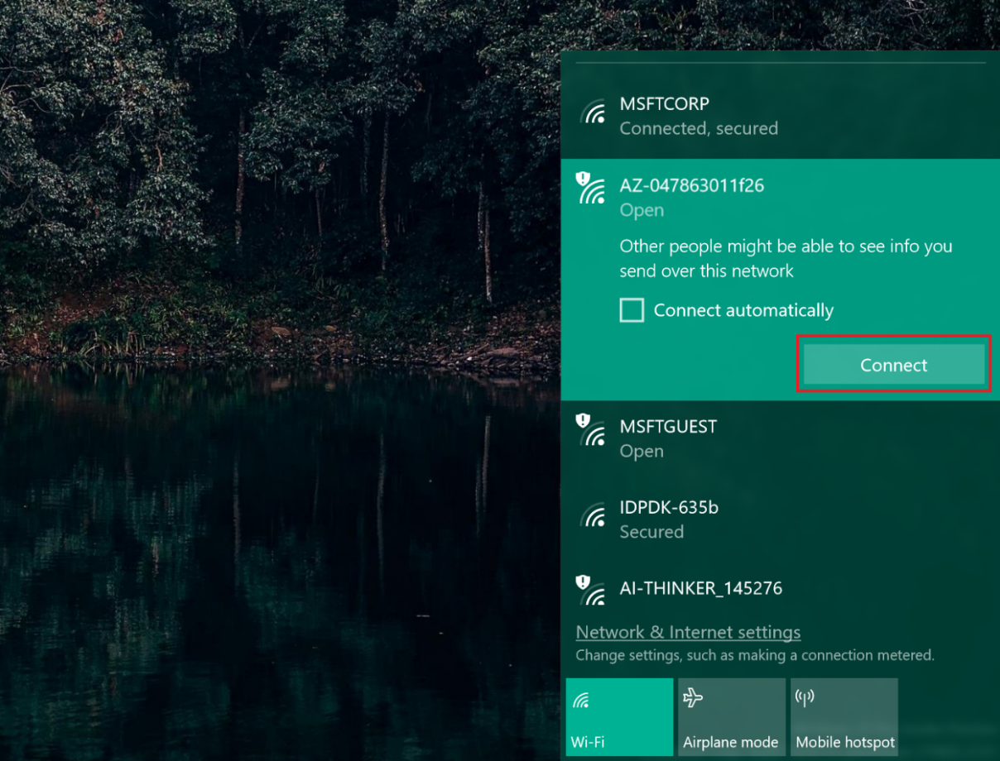 MSFTCORP
Connected, secured
AZ-047863011f26
Open
Other people might be able to see info you
send over this network
Connect automatically
Connect
MSFTGUEST
Open
IDPDK-635b
Secured
AI-THINKER_145276
Network & Internet settings
Change settings, such as making a connection metered.
Wi-Fi
Airplane mode
Mobile hotspot